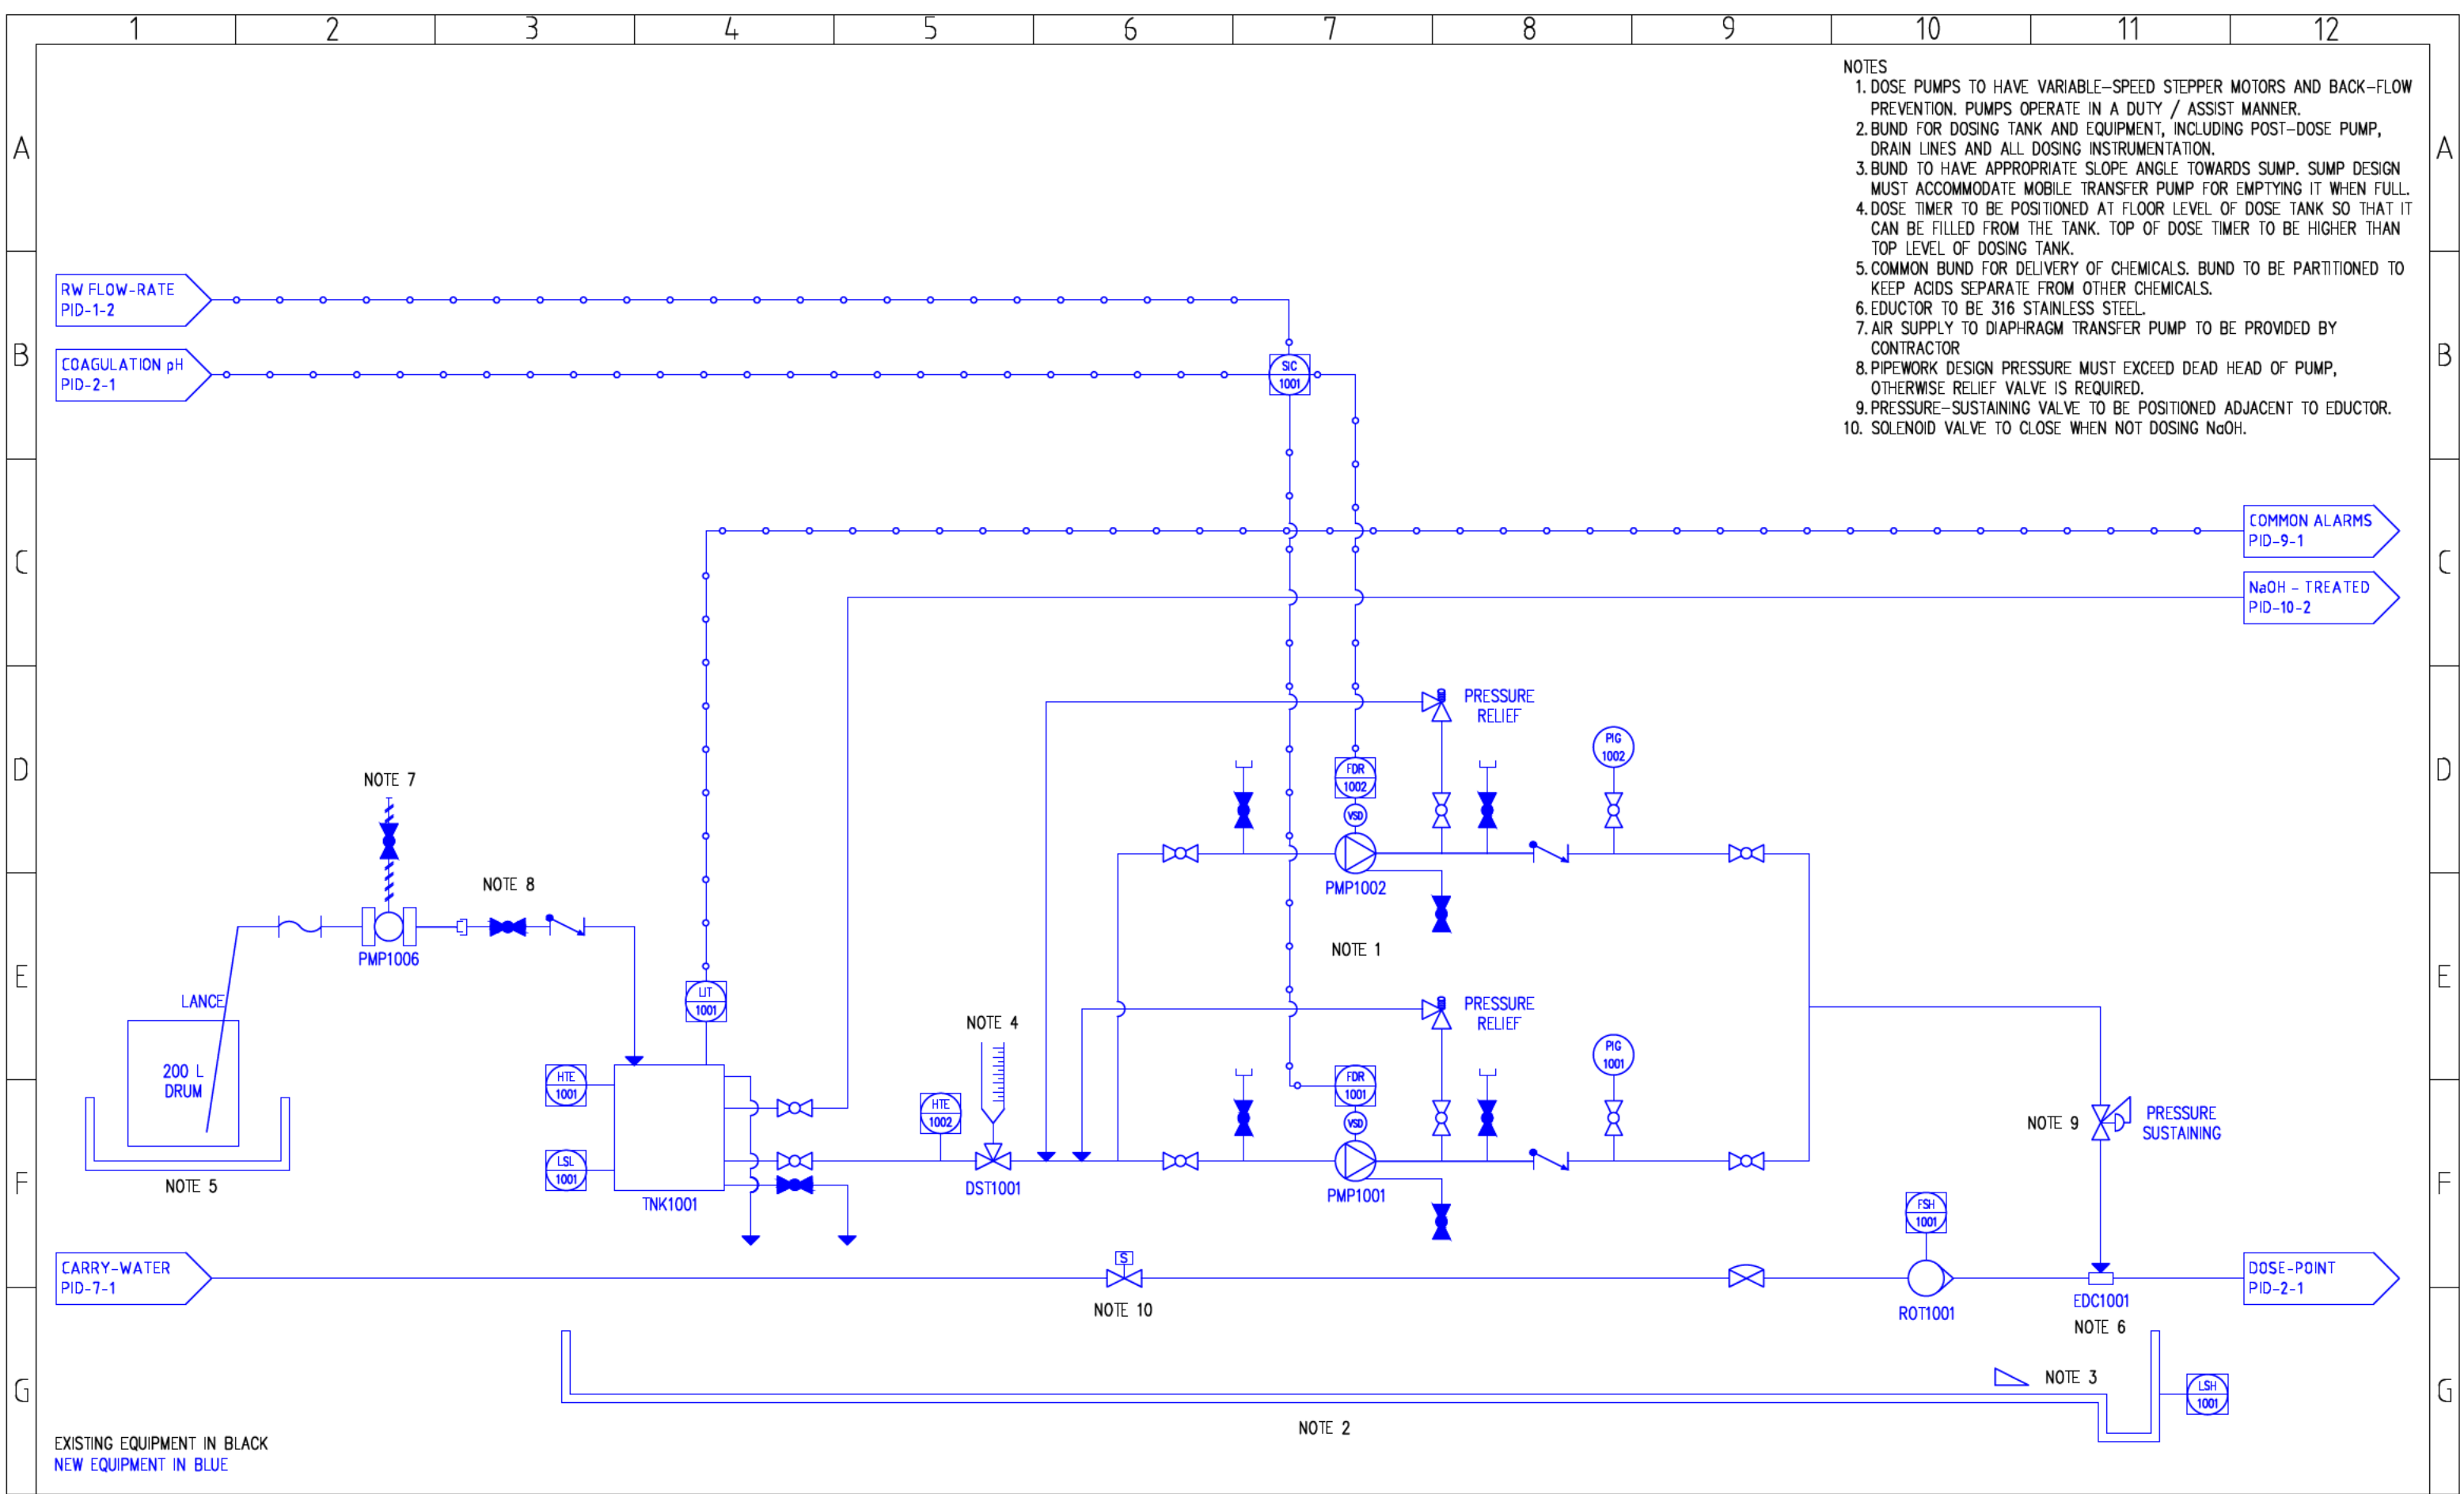 1 2 3 4 5 6 7 8 9 10 11 12
NOTES
1. DOSE PUMPS TO HAVE VARIABLE-SPEED STEPPER MOTORS AND BACK-FLOW
PREVENTION. PUMPS OPERATE IN A DUTY / ASSIST MANNER.
2. BUND FOR DOSING TANK AND EQUIPMENT, INCLUDING POST-DOSE PUMP,
DRAIN LINES AND ALL DOSING INSTRUMENTATION.
3. BUND TO HAVE APPROPRIATE SLOPE ANGLE TOWARDS SUMP. SUMP DESIGN
MUST ACCOMMODATE MOBILE TRANSFER PUMP FOR EMPTYING IT WHEN FULL.
4. DOSE TIMER TO BE POSITIONED AT FLOOR LEVEL OF DOSE TANK SO THAT IT
CAN BE FILLED FROM THE TANK. TOP OF DOSE TIMER TO BE HIGHER THAN
TOP LEVEL OF DOSING TANK.
5. COMMON BUND FOR DELIVERY OF CHEMICALS. BUND TO BE PARTITIONED TO
KEEP ACIDS SEPARATE FROM OTHER CHEMICALS.
6. EDUCTOR TO BE 316 STAINLESS STEEL.
7. AIR SUPPLY TO DIAPHRAGM TRANSFER PUMP TO BE PROVIDED BY
CONTRACTOR
8. PIPEWORK DESIGN PRESSURE MUST EXCEED DEAD HEAD OF PUMP,
OTHERWISE RELIEF VALVE IS REQUIRED.
9. PRESSURE-SUSTAINING VALVE TO BE POSITIONED ADJACENT TO EDUCTOR.
10. SOLENOID VALVE TO CLOSE WHEN NOT DOSING NaOH.
A
A
RW FLOW-RATE
PID-1-2
COAGULATION pH
PID-2-1
SIC
1001
B
B
COMMON ALARMS
PID-9-1
C
C
NaOH - TREATED
PID-10-2
PRESSURE
RELIEF
PIG
1002
FDR
1002
VSD
D
D
NOTE 7
NOTE 8
PMP1002
NOTE 1
PMP1006
LANCE
LIT
1001
E
E
NOTE 4
PRESSURE
RELIEF
PIG
1001
200 L
DRUM
HTE
1001
HTE
1002
FDR
1001
VSD
NOTE 9
PRESSURE
SUSTAINING
LSL
1001
F
F
NOTE 5
TNK1001
DST1001
PMP1001
FSH
1001
CARRY-WATER
PID-7-1
S
NOTE 10
ROT1001
EDC1001
NOTE 6
DOSE-POINT
PID-2-1
NOTE 3
LSH
1001
G
G
NOTE 2
EXISTING EQUIPMENT IN BLACK
NEW EQUIPMENT IN BLUE